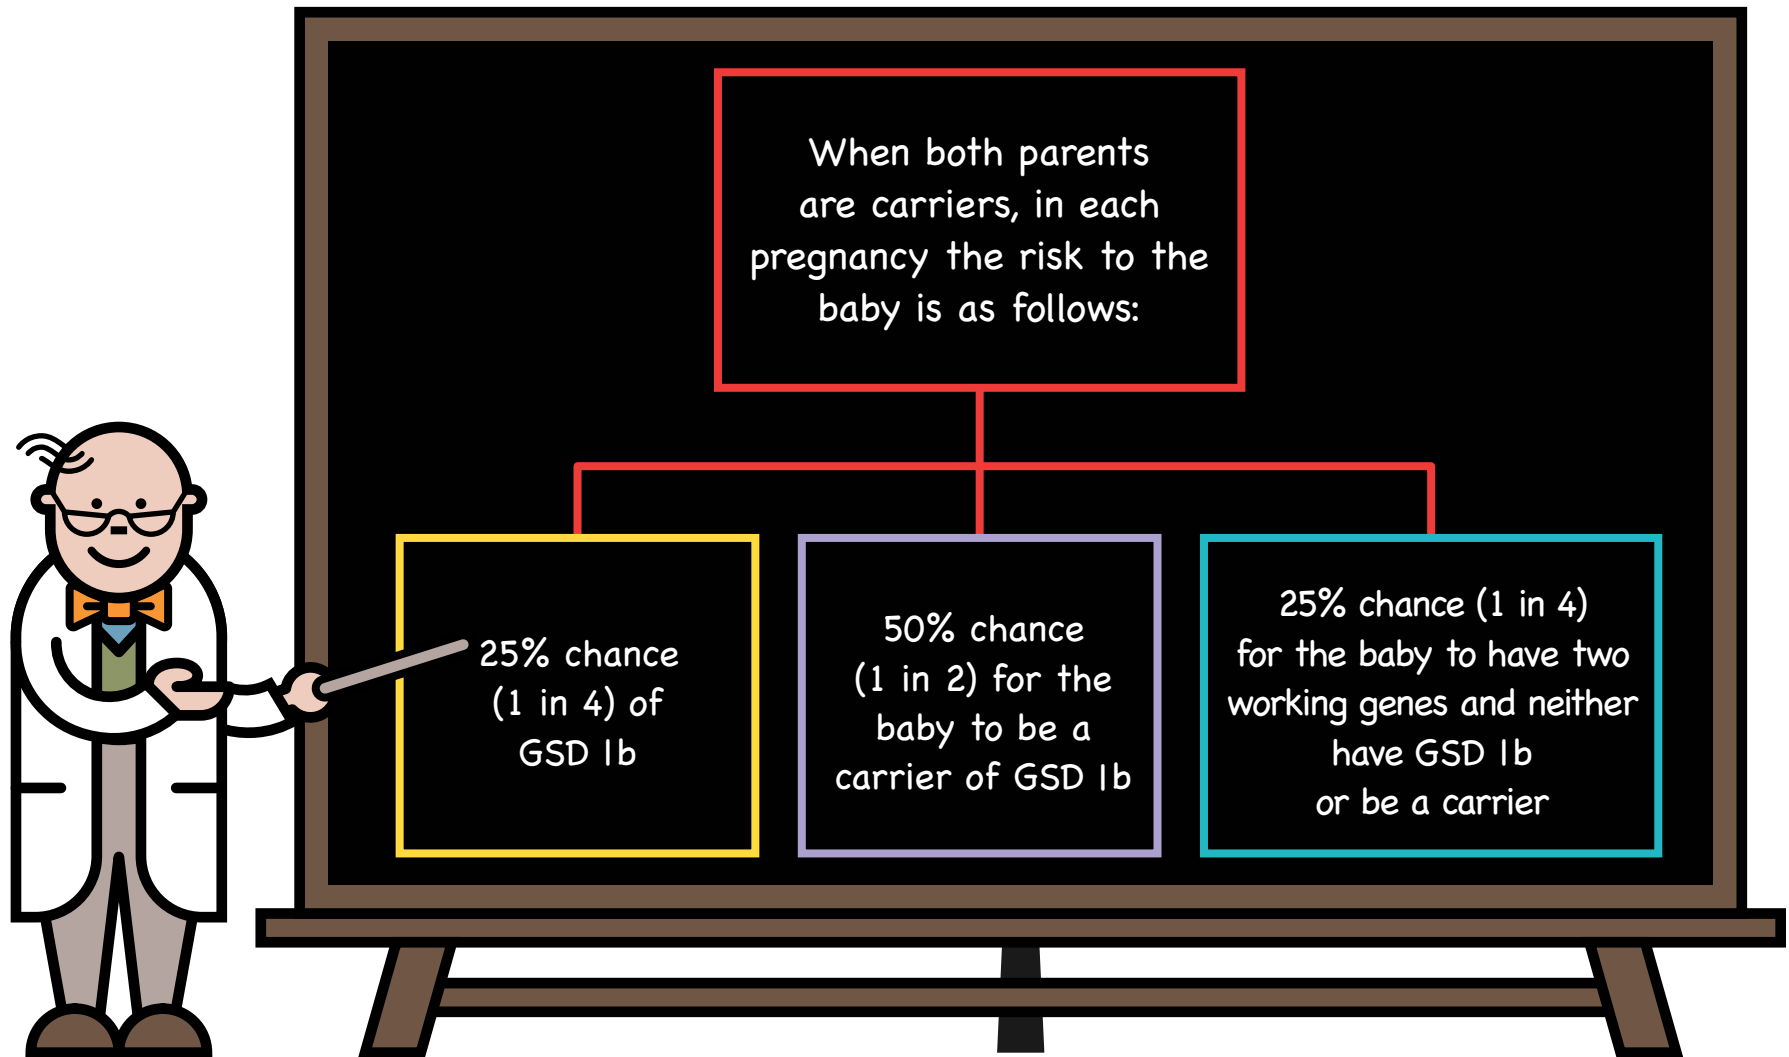 When both parents
are carriers, in each
pregnancy the risk to the
baby is as follows:
25% chance
(1 in 4) of
GSD Ib
50% chance
(1 in 2) for the
baby to be a
carrier of GSD Ib
25% chance (1 in 4)
for the baby to have two
working genes and neither
have GSD Ib
or be a carrier